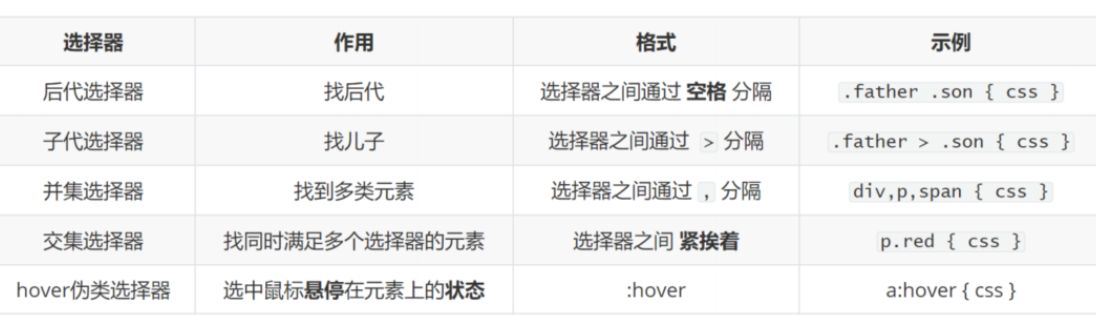 选择器 作用 格式 示例
后代选择器 找后代 选择器之间通过 空格 分隔 .father .son { css }
子代选择器 找儿子 选择器之间通过 > 分隔 .father > .son { css }
并集选择器 找到多类元素 选择器之间通过 , 分隔 div,p,span { css }
交集选择器 找同时满足多个选择器的元素 选择器之间 紧挨着 p.red { css }
hover伪类选择器 选中鼠标悬停在元素上的状态 :hover a:hover { css }